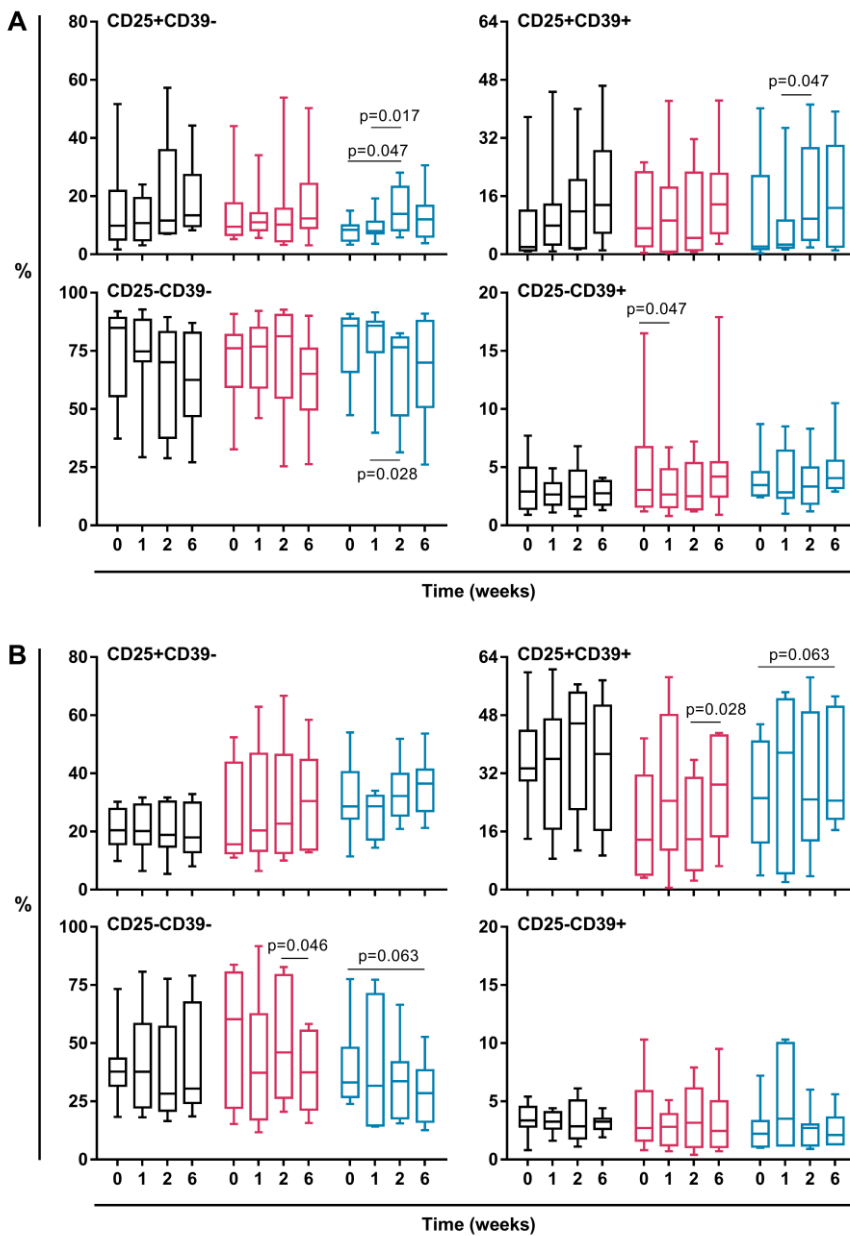 A
CD25+CD39-
80
60
40
20
0
p=0.017
p=0.047
CD25+CD39+
64
48
32
16
0
p=0.047
%
CD25-CD39-
100
75
50
25
0
p=0.028
0 1 2 6 0 1 2 6 0 1 2 6
CD25-CD39+
20
15
10
5
0
p=0.047
0 1 2 6 0 1 2 6 0 1 2 6
Time (weeks)
B
CD25+CD39-
80
60
40
20
0
CD25+CD39+
64
48
32
16
0
p=0.028
p=0.063
%
CD25-CD39-
100
75
50
25
0
p=0.046
p=0.063
0 1 2 6 0 1 2 6 0 1 2 6
CD25-CD39+
20
15
10
5
0
0 1 2 6 0 1 2 6 0 1 2 6
Time (weeks)